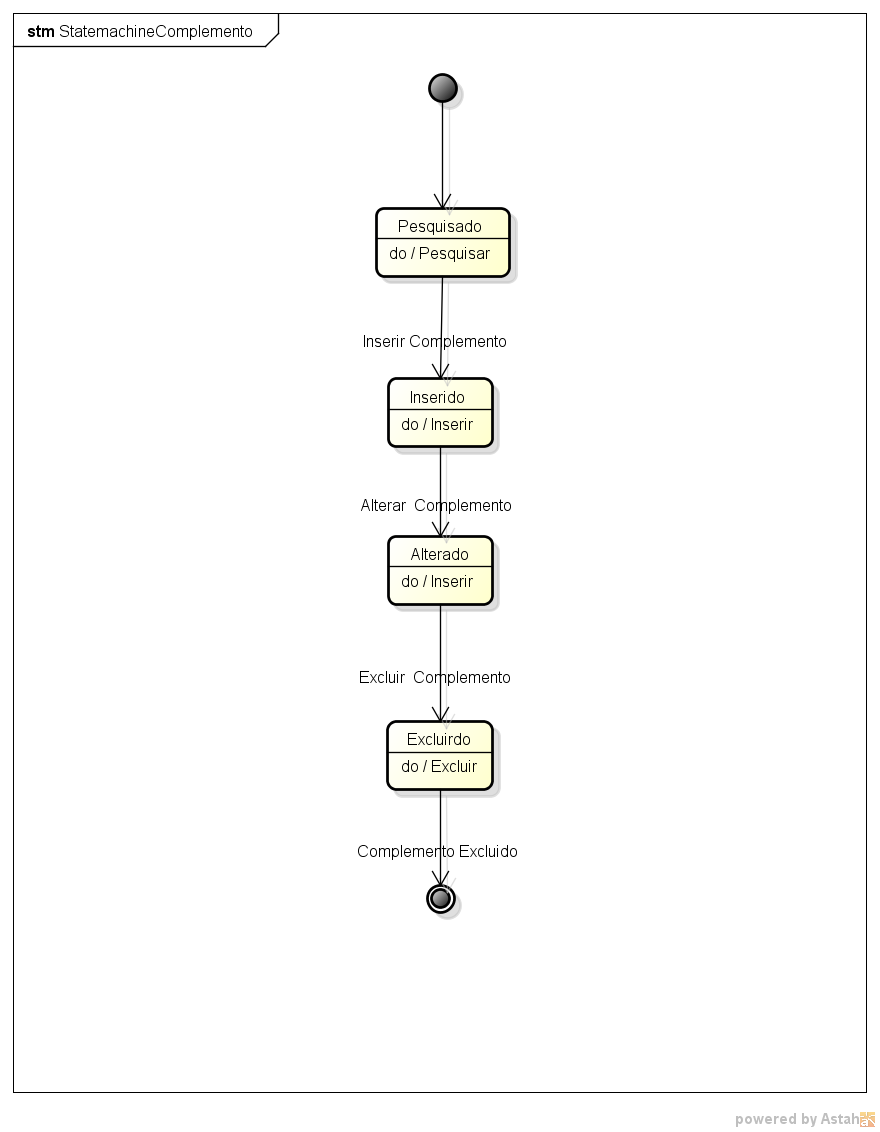 stm StatemachineComplemento
Pesquisado
do / Pesquisar
Inserir Complemento
Inserido
do / Inserir
Alterar  Complemento
Alterado
do / Inserir
Excluir  Complemento
Excluirdo
do / Excluir
Complemento Excluido
powered by Astah